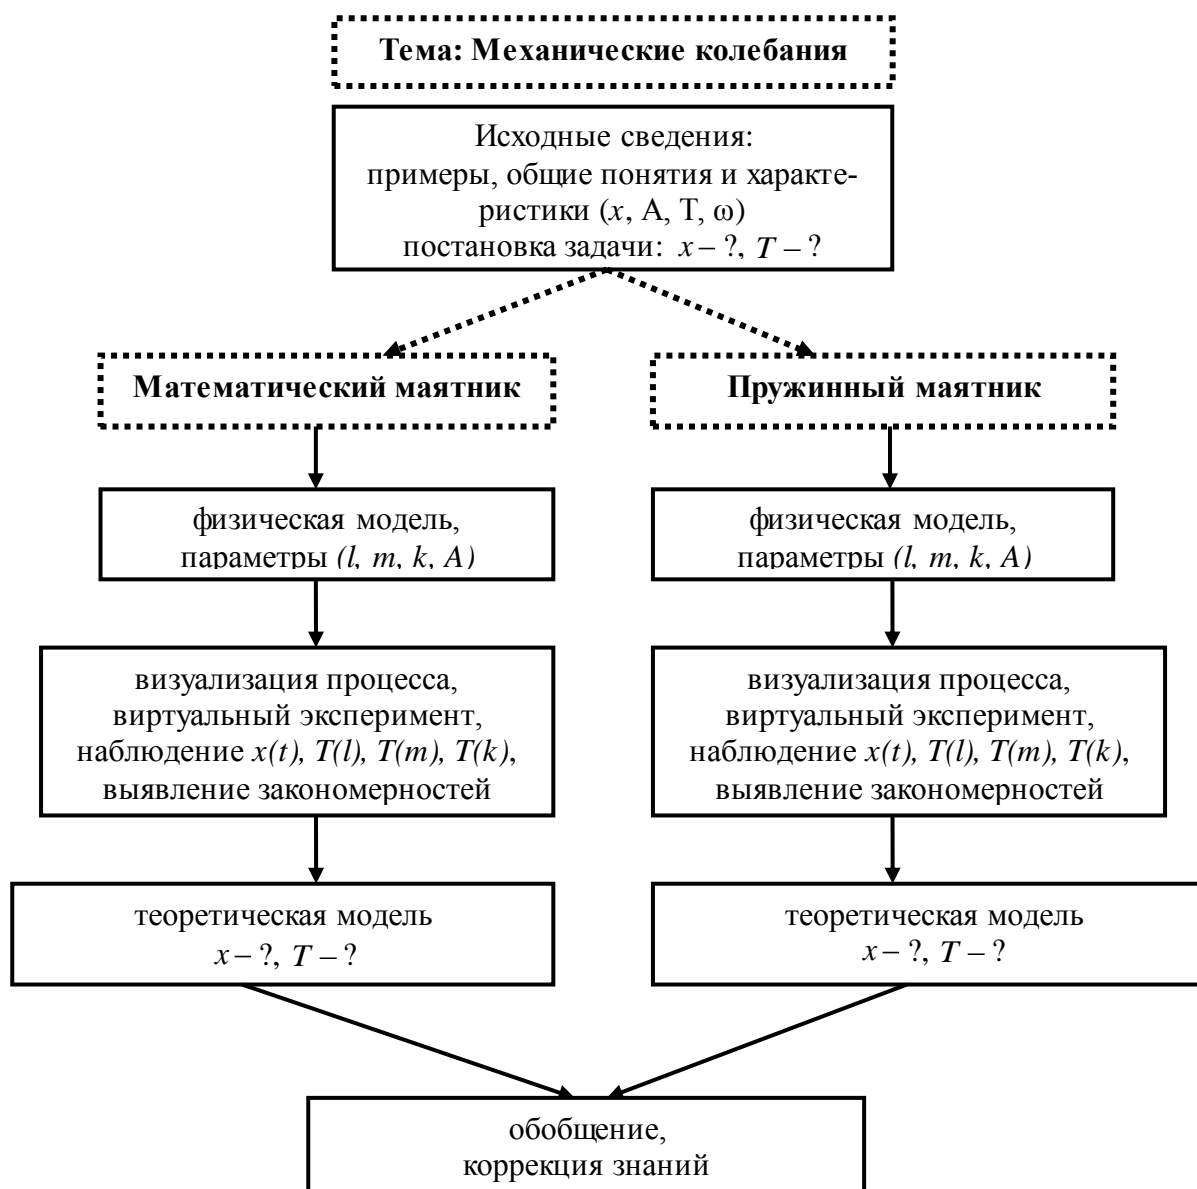 Тема: Механические колебания
Исходные сведения:
примеры, общие понятия и характе-
ристики (x, А, Т, ω)
постановка задачи: x – ?, T – ?
Математический маятник
физическая модель,
параметры (l, m, k, A)
визуализация процесса,
виртуальный эксперимент,
наблюдение x(t), T(l), T(m), T(k),
выявление закономерностей
теоретическая модель
x – ?, T – ?
Пружинный маятник
физическая модель,
параметры (l, m, k, A)
визуализация процесса,
виртуальный эксперимент,
наблюдение x(t), T(l), T(m), T(k),
выявление закономерностей
теоретическая модель
x – ?, T – ?
обобщение,
коррекция знаний